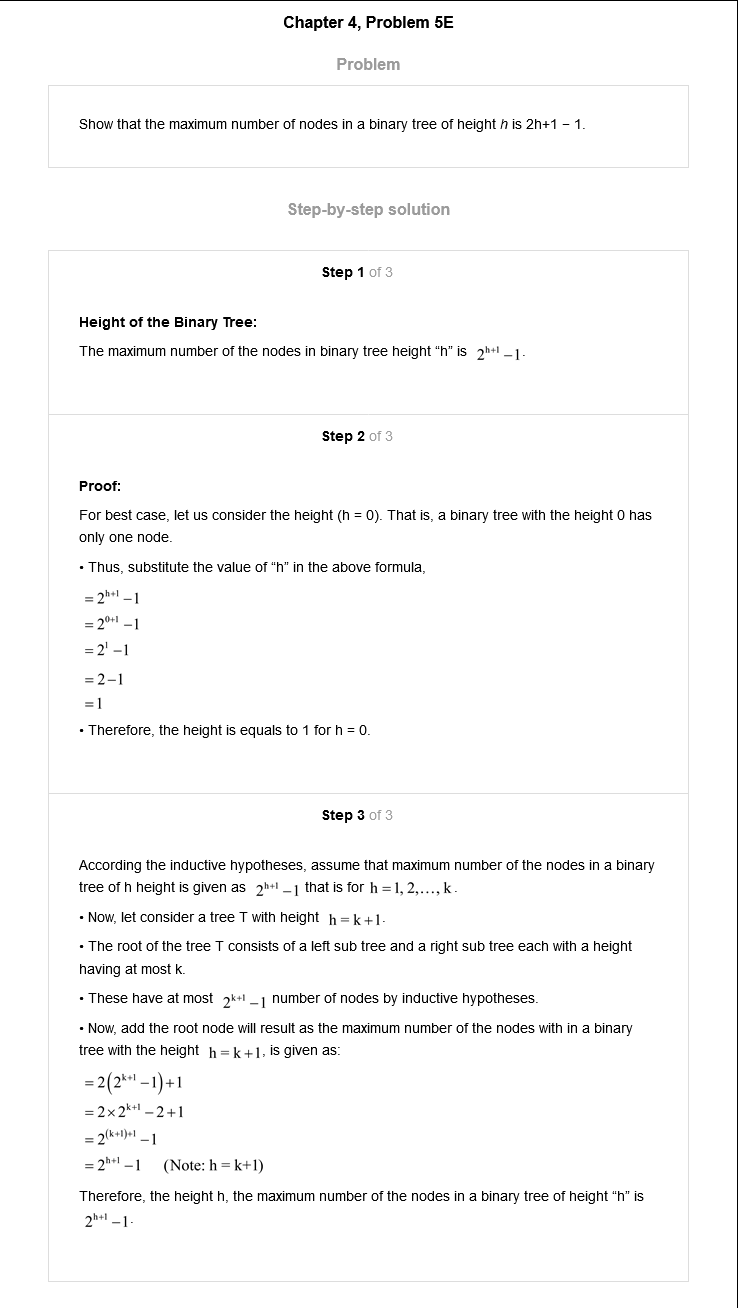 Chapter 4, Problem 5E
Problem
Show that the maximum number of nodes in a binary tree of height h is 2h+1 − 1.
Step-by-step solution
Step 1 of 3
Height of the Binary Tree:
The maximum number of the nodes in binary tree height “h” is 2^{h+1} − 1.
Step 2 of 3
Proof:
For best case, let us consider the height (h = 0). That is, a binary tree with the height 0 has
only one node.
• Thus, substitute the value of “h” in the above formula,
= 2^{h+1} − 1
= 2^{0+1} − 1
= 2^{1} − 1
= 2 − 1
= 1
• Therefore, the height is equals to 1 for h = 0.
Step 3 of 3
According the inductive hypotheses, assume that maximum number of the nodes in a binary
tree of h height is given as 2^{h+1} − 1 that is for h = 1, 2,..., k .
• Now, let consider a tree T with height h = k + 1.
• The root of the tree T consists of a left sub tree and a right sub tree each with a height
having at most k.
• These have at most 2^{k+1} − 1 number of nodes by inductive hypotheses.
• Now, add the root node will result as the maximum number of the nodes with in a binary
tree with the height h = k + 1, is given as:
= 2(2^{k+1} − 1) + 1
= 2 × 2^{k+1} − 2 + 1
= 2^{(k+1)+1} − 1
= 2^{h+1} − 1 (Note: h = k+1)
Therefore, the height h, the maximum number of the nodes in a binary tree of height “h” is
2^{h+1} − 1.